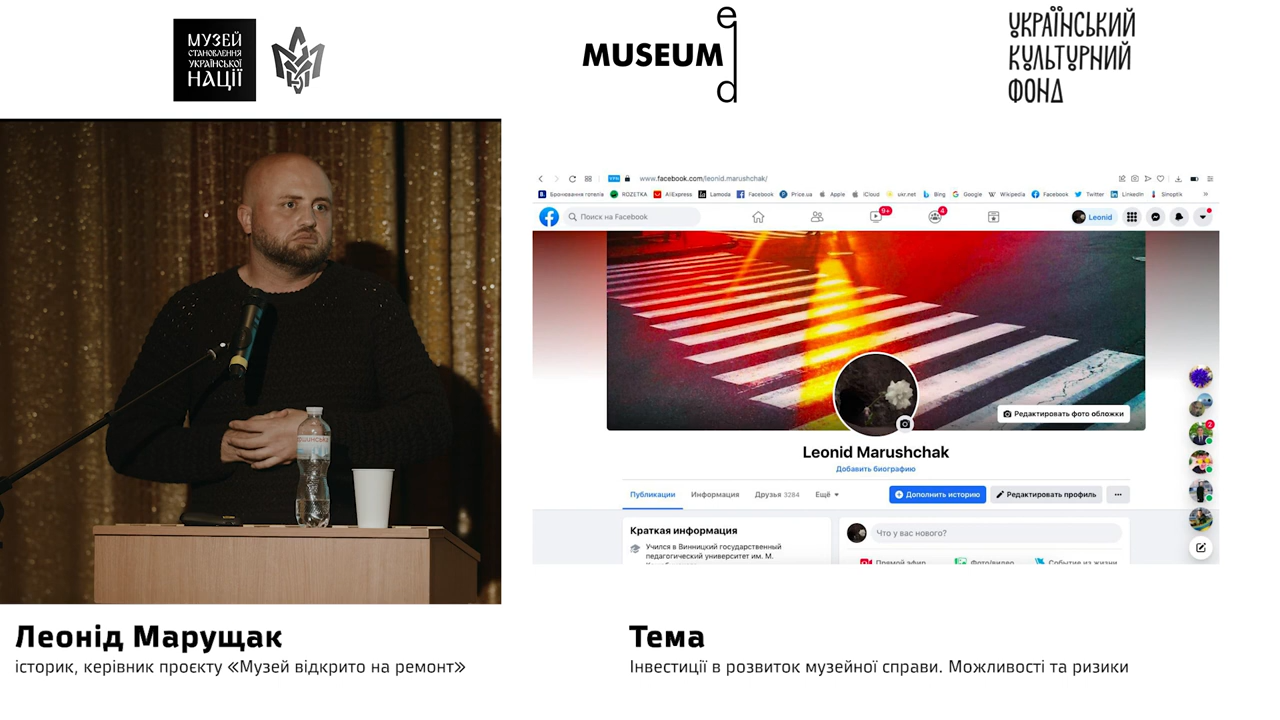 МУЗЕЙ
СТАНОВЛЕННЯ
УКРАЇНСЬКОЇ
НАЦІЇ
MUSEUM
ed
УКРАЇНСЬКИЙ
КУЛЬТУРНИЙ
ФОНД
VPN www.facebook.com/leonid.marushchak/
Бронювання готелів ROZETKA AliExpress Lamoda Facebook Price.ua Apple iCloud ukr.net Bing Google Wikipedia Facebook Twitter LinkedIn Sinoptik »
Поиск на Facebook 9+ 4 Leonid
Редактировать фото обложки
2
Leonid Marushchak
Добавить биографию
Публикации Информация Друзья 3284 Ещё Дополнить историю Редактировать профиль ···
Краткая информация
Что у вас нового?
Учился в Винницкий государственный
педагогический университет им. М.
Прямой эфир Фото/видео Событие из жизни
Леонід Марущак
історик, керівник проєкту «Музей відкрито на ремонт»
Тема
Інвестиції в розвиток музейної справи. Можливості та ризики